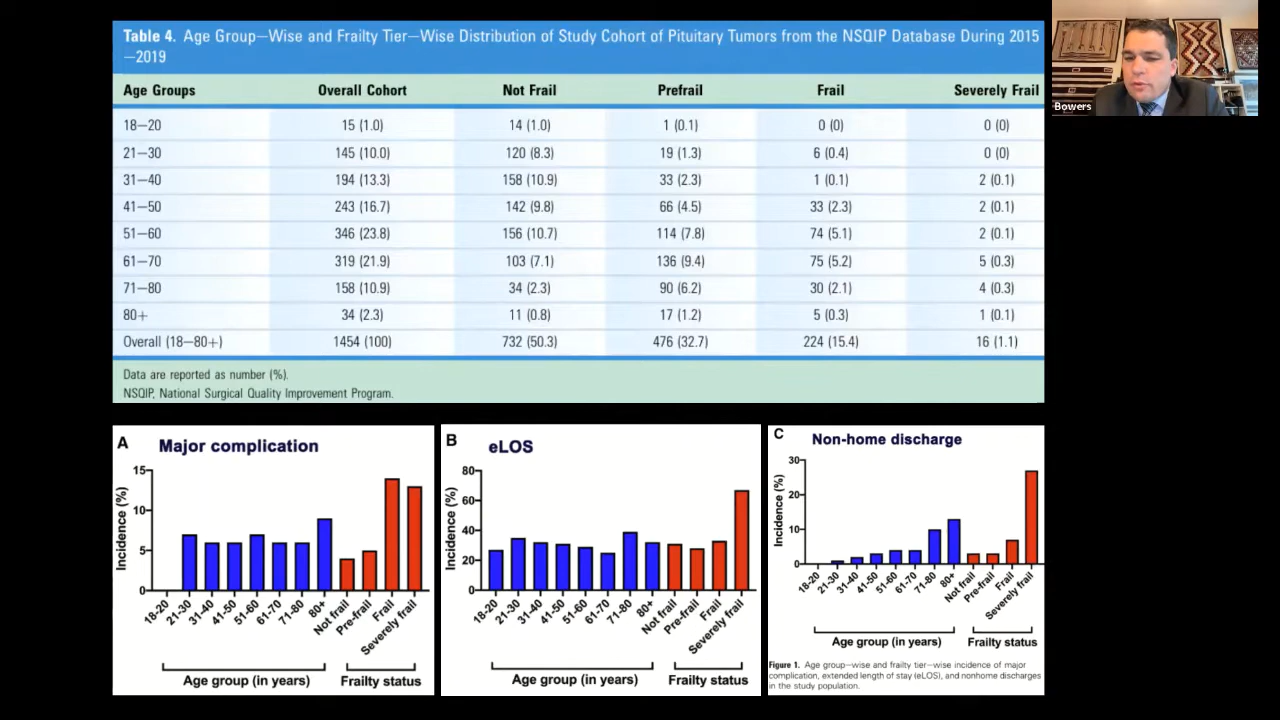 Table 4. Age Group—Wise and Frailty Tier—Wise Distribution of Study Cohort of Pituitary Tumors from the NSQIP Database During 2015
—2019
Age Groups Overall Cohort Not Frail Prefrail Frail Severely Frail
18—20 15 (1.0) 14 (1.0) 1 (0.1) 0 (0) 0 (0)
21—30 145 (10.0) 120 (8.3) 19 (1.3) 6 (0.4) 0 (0)
31—40 194 (13.3) 158 (10.9) 33 (2.3) 1 (0.1) 2 (0.1)
41—50 243 (16.7) 142 (9.8) 66 (4.5) 33 (2.3) 2 (0.1)
51—60 346 (23.8) 156 (10.7) 114 (7.8) 74 (5.1) 2 (0.1)
61—70 319 (21.9) 103 (7.1) 136 (9.4) 75 (5.2) 5 (0.3)
71—80 158 (10.9) 34 (2.3) 90 (6.2) 30 (2.1) 4 (0.3)
80+ 34 (2.3) 11 (0.8) 17 (1.2) 5 (0.3) 1 (0.1)
Overall (18—80+) 1454 (100) 732 (50.3) 476 (32.7) 224 (15.4) 16 (1.1)
Data are reported as number (%).
NSQIP, National Surgical Quality Improvement Program.
Bowers
A Major complication
Incidence (%)
15
10
5
0
18-20 21-30 31-40 41-50 51-60 61-70 71-80 80+ Not frail Pre-frail Frail Severely frail
Age group (in years) Frailty status
B eLOS
Incidence (%)
80
60
40
20
0
18-20 21-30 31-40 41-50 51-60 61-70 71-80 80+ Not frail Pre-frail Frail Severely frail
Age group (in years) Frailty status
C Non-home discharge
Incidence (%)
30
20
10
0
18-20 21-30 31-40 41-50 51-60 61-70 71-80 80+ Not frail Pre-frail Frail Severely frail
Age group (in years) Frailty status
Figure 1. Age group—wise and frailty tier—wise incidence of major
complication, extended length of stay (eLOS), and nonhome discharges
in the study population.